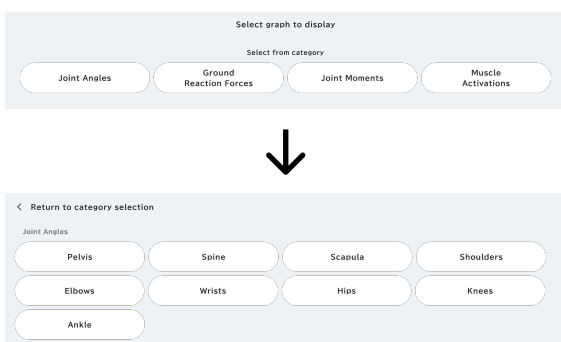 Select graph to display
Select from category
Joint Angles
Ground
Reaction Forces
Joint Moments
Muscle
Activations
< Return to category selection
Joint Angles
Pelvis
Spine
Scapula
Shoulders
Elbows
Wrists
Hips
Knees
Ankle